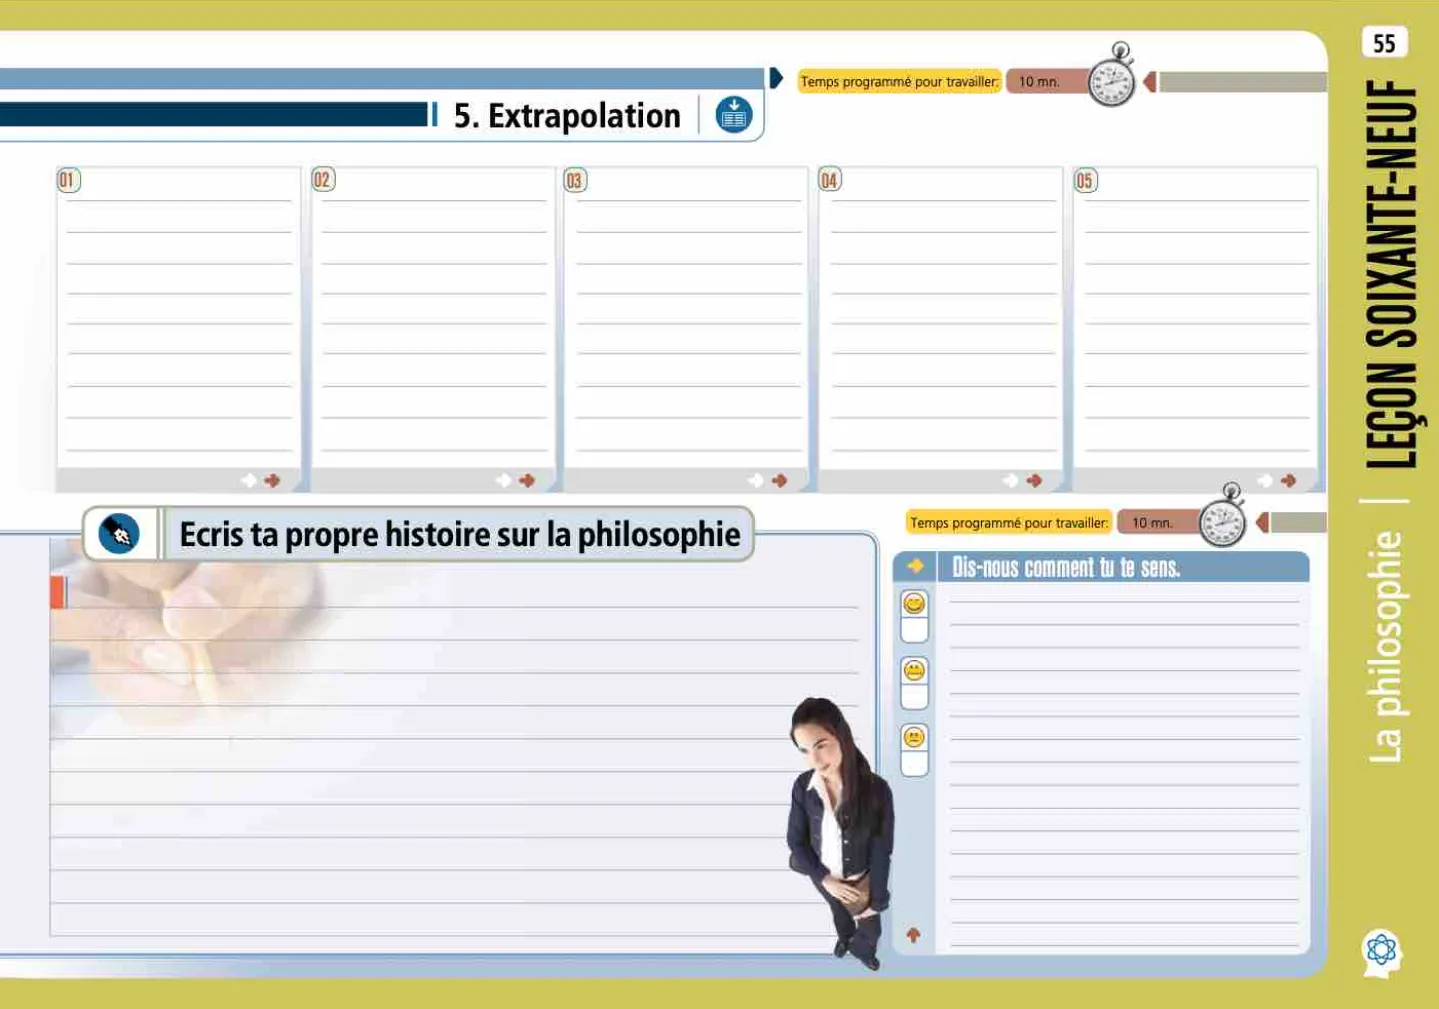 55
Temps programmé pour travailler:
10 mn.
5. Extrapolation
01
02
03
04
05
Ecris ta propre histoire sur la philosophie
Temps programmé pour travailler:
10 mn.
Dis-nous comment tu te sens.
LEÇON SOIXANTE-NEUF
La philosophie